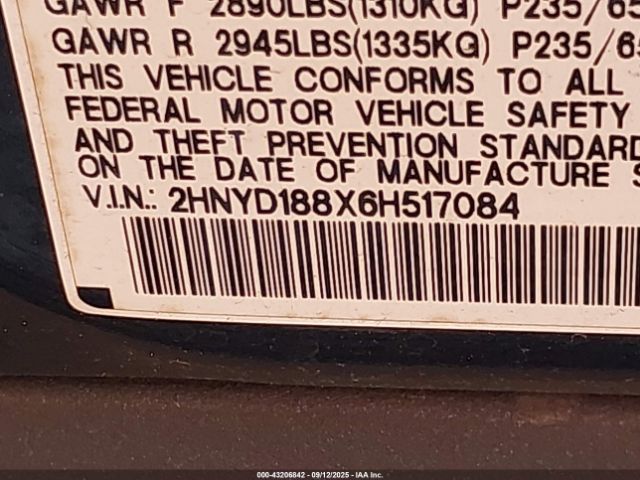 GAWR F 2890LBS(1310KG) P235/65
GAWR R 2945LBS(1335KG) P235/65
THIS VEHICLE CONFORMS TO ALL
FEDERAL MOTOR VEHICLE SAFETY
AND THEFT PREVENTION STANDARD
ON THE DATE OF MANUFACTURE S
V.I.N.: 2HNYD188X6H517084
000-43206842 - 09/12/2025 - IAA Inc.